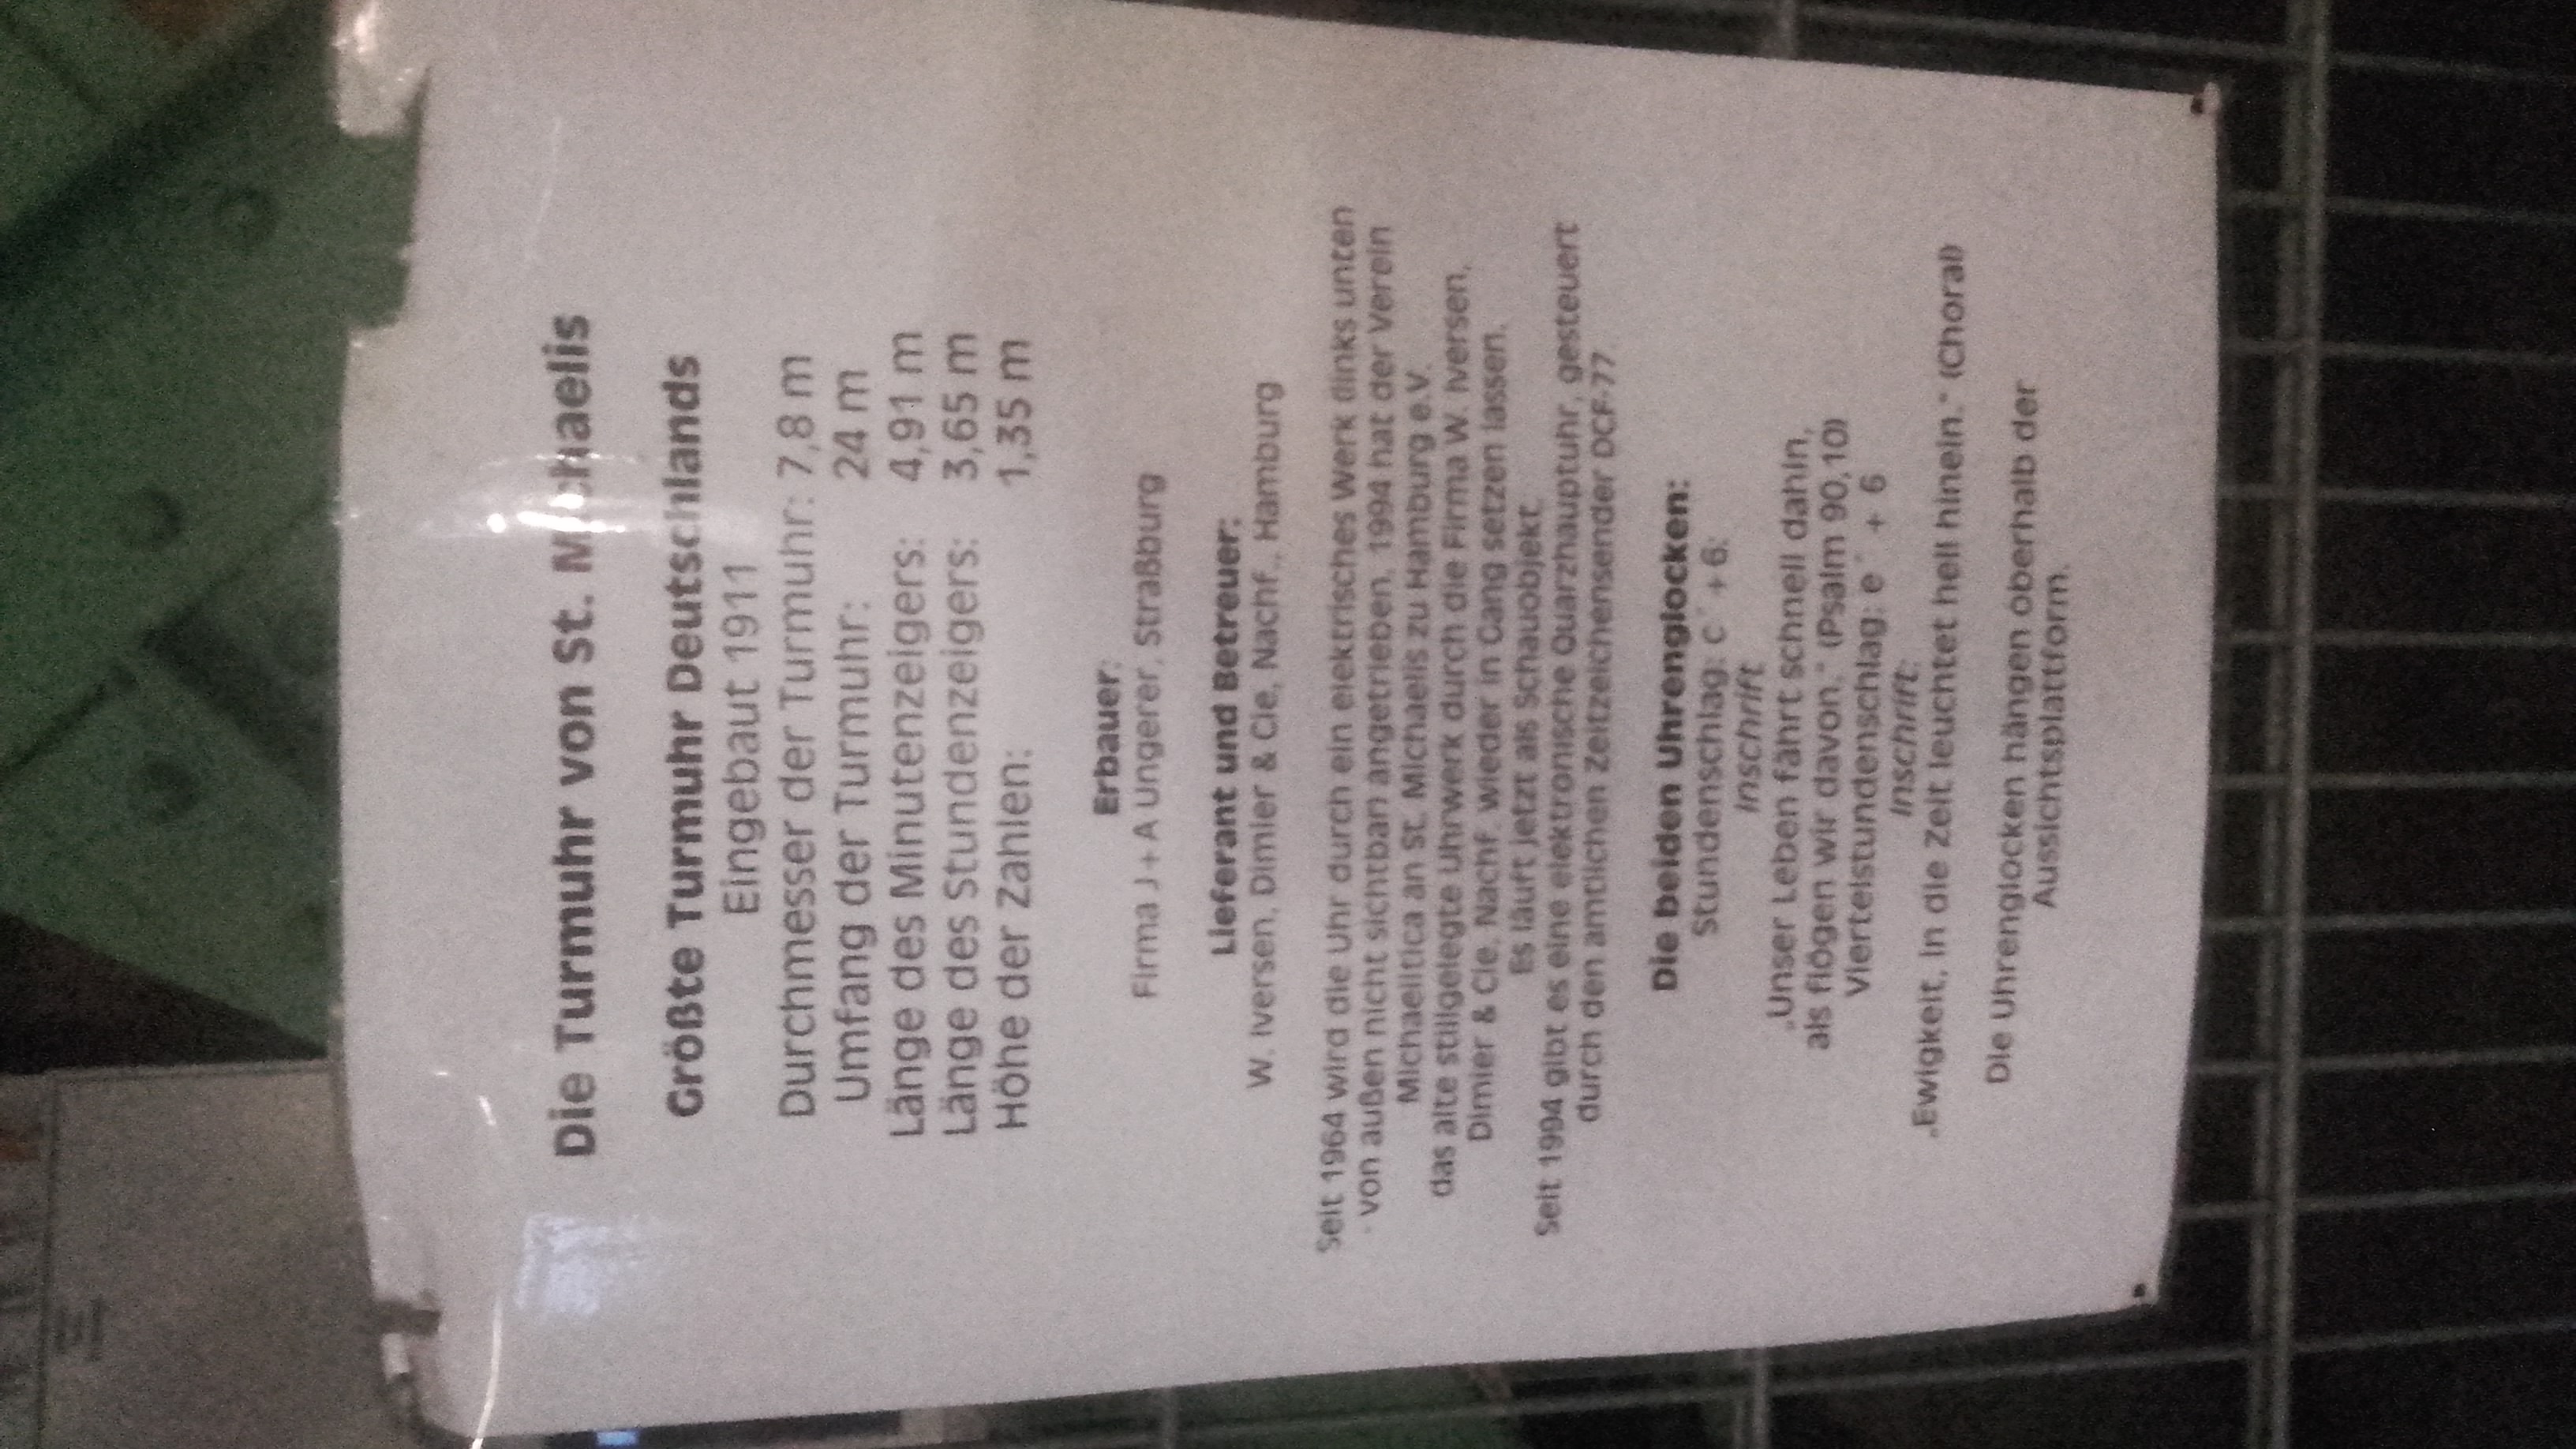 Die Turmuhr von St. Michaelis
Größte Turmuhr Deutschlands
Eingebaut 1911
Durchmesser der Turmuhr: 7,8 m
Umfang der Turmuhr: 24 m
Länge des Minutenzeigers: 4,91 m
Länge des Stundenzeigers: 3,65 m
Höhe der Zahlen: 1,35 m
Erbauer:
Firma J + A Ungerer, Straßburg
Lieferant und Betreuer:
W. Iversen, Dimier & Cie, Nachf., Hamburg
Seit 1964 wird die Uhr durch ein elektrisches Werk (links unten
- von außen nicht sichtbar) angetrieben. 1994 hat der Verein
Michaelitica an St. Michaelis zu Hamburg e.V.
das alte stillgelegte Uhrwerk durch die Firma W. Iversen,
Dimier & Cie. Nachf. wieder in Gang setzen lassen.
Es läuft jetzt als Schauobjekt.
Seit 1994 gibt es eine elektronische Quarzhauptuhr, gesteuert
durch den amtlichen Zeitzeichensender DCF-77.
Die beiden Uhrenglocken:
Stundenschlag: c´ + 6:
Inschrift
„Unser Leben fährt schnell dahin,
als flögen wir davon." (Psalm 90,10)
Viertelstundenschlag: e´ + 6
Inschrift:
„Ewigkeit, in die Zeit leuchtet hell hinein." (Choral)
Die Uhrenglocken hängen oberhalb der
Aussichtsplattform.